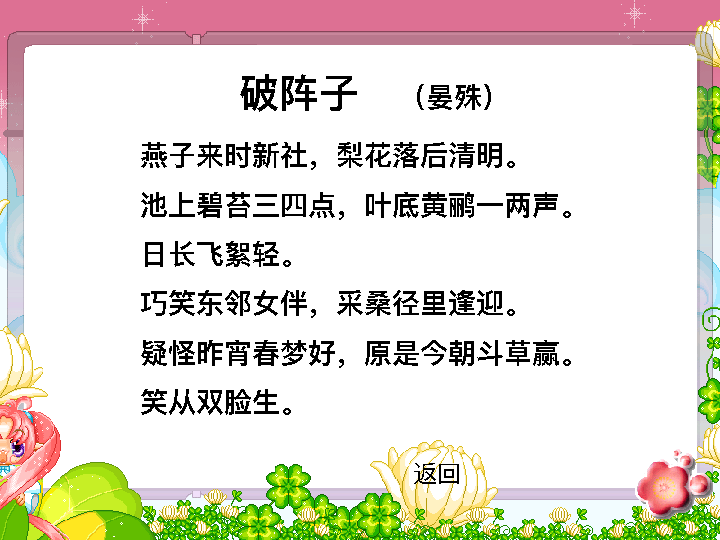 破阵子 （晏殊）
燕子来时新社，梨花落后清明。
池上碧苔三四点，叶底黄鹂一两声。
日长飞絮轻。
巧笑东邻女伴，采桑径里逢迎。
疑怪昨宵春梦好，原是今朝斗草赢。
笑从双脸生。
返回